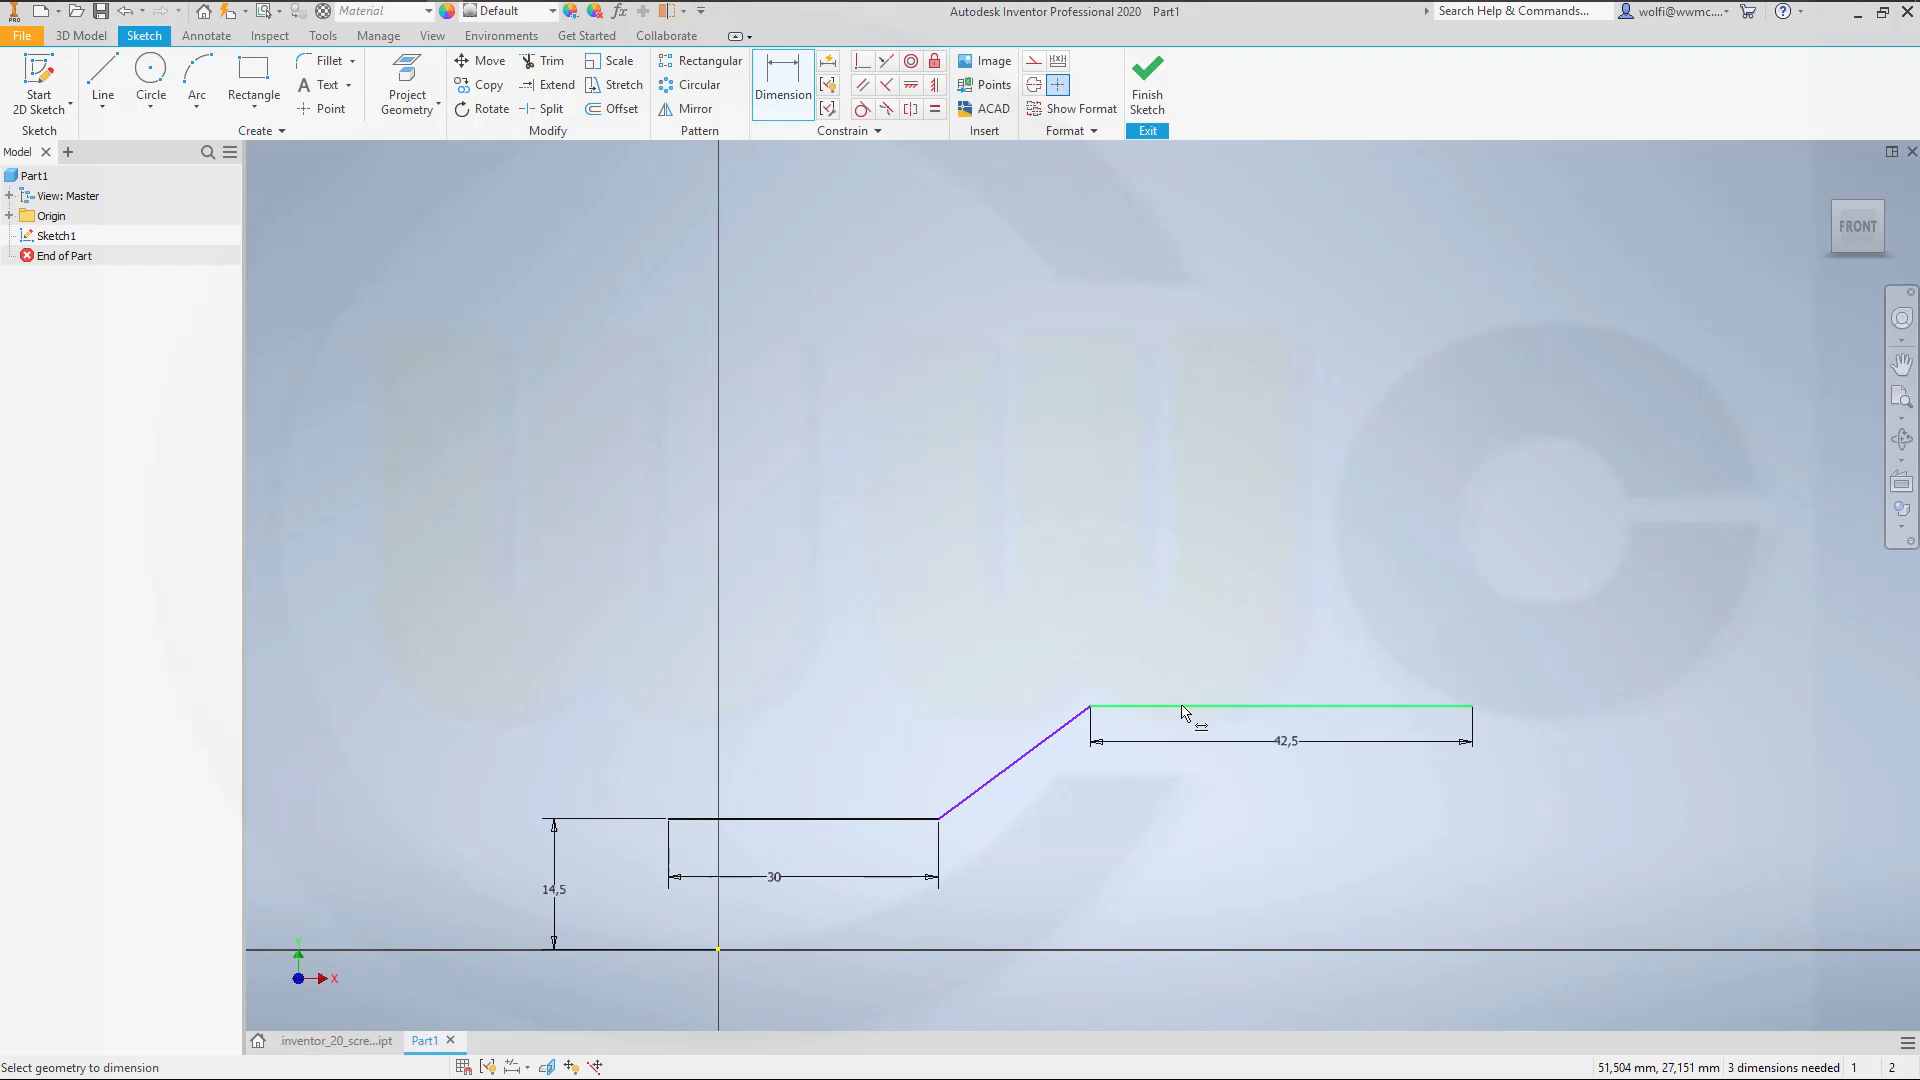 Material
Default
Autodesk Inventor Professional 2020 Part1
Search Help & Commands...
wolfi@wwmc....
File 3D Model Sketch Annotate Inspect Tools Manage View Environments Get Started Collaborate
Start
2D Sketch
Line
Circle
Arc
Rectangle
Fillet
Text
Point
Project
Geometry
Move
Copy
Rotate
Trim
Extend
Split
Scale
Stretch
Offset
Rectangular
Circular
Mirror
Dimension
Image
Points
ACAD
Show Format
Finish
Sketch
Sketch Create Modify Pattern Constrain Insert Format Exit
Model
Part1
View: Master
Origin
Sketch1
End of Part
FRONT
wwc
42,5
30
14,5
Y
X
inventor_20_scre...ipt Part1
Select geometry to dimension
51,504 mm, 27,151 mm 3 dimensions needed 1 2